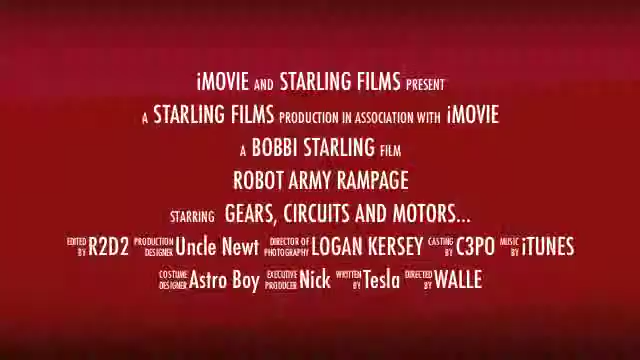 iMOVIE AND STARLING FILMS PRESENT
A STARLING FILMS PRODUCTION IN ASSOCIATION WITH iMOVIE
A BOBBI STARLING FILM
ROBOT ARMY RAMPAGE
STARRING GEARS, CIRCUITS AND MOTORS...
EDITED BY R2D2 PRODUCTION DESIGNER Uncle Newt DIRECTOR OF PHOTOGRAPHY LOGAN KERSEY CASTING BY C3PO MUSIC BY iTUNES
COSTUME DESIGNER Astro Boy EXECUTIVE PRODUCER Nick WRITTEN BY Tesla DIRECTED BY WALLE